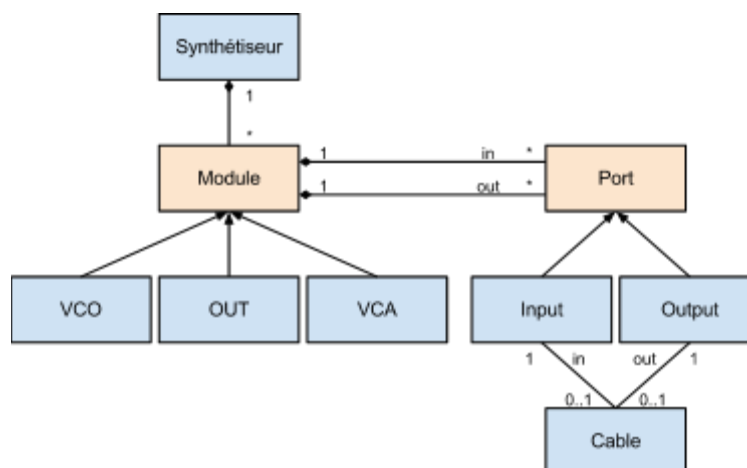 Synthétiseur
1
*
Module
1
in
*
1
out
*
Port
VCO
OUT
VCA
Input
Output
1
in
out
1
0..1
0..1
Cable